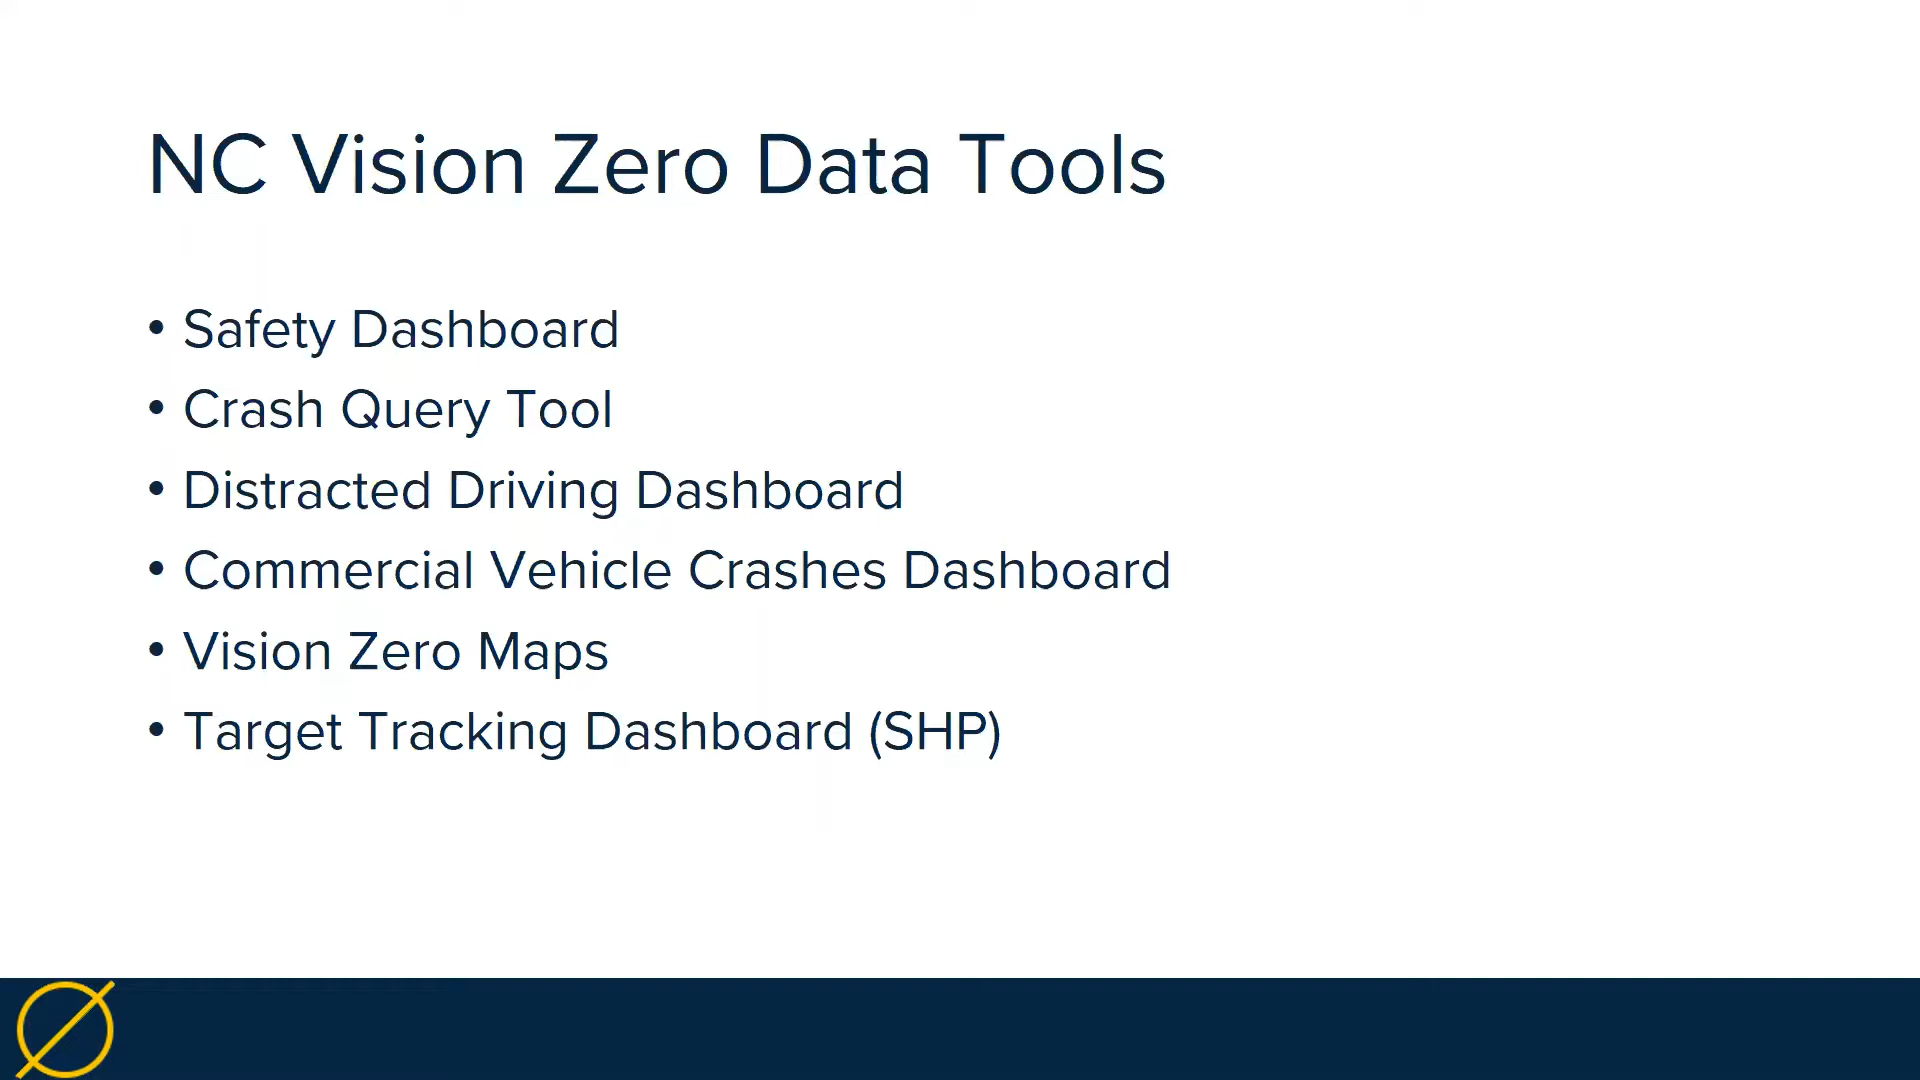 NC Vision Zero Data Tools
• Safety Dashboard
• Crash Query Tool
• Distracted Driving Dashboard
• Commercial Vehicle Crashes Dashboard
• Vision Zero Maps
• Target Tracking Dashboard (SHP)